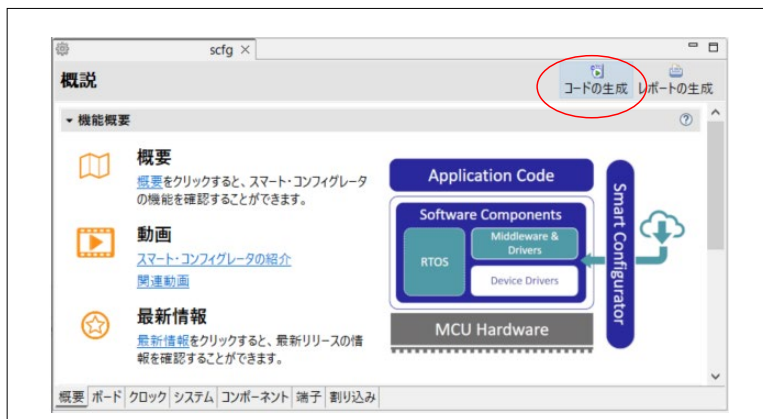 scfg
概説
コードの生成 レポートの生成
機能概要
概要
概要をクリックすると、スマート・コンフィグレータ
の機能を確認することができます。
動画
スマート・コンフィグレータの紹介
関連動画
最新情報
最新情報をクリックすると、最新リリースの情
報を確認することができます。
Application Code
Software Components
RTOS
Middleware &
Drivers
Device Drivers
MCU Hardware
Smart Configurator
概要 ボード クロック システム コンポーネント 端子 割り込み